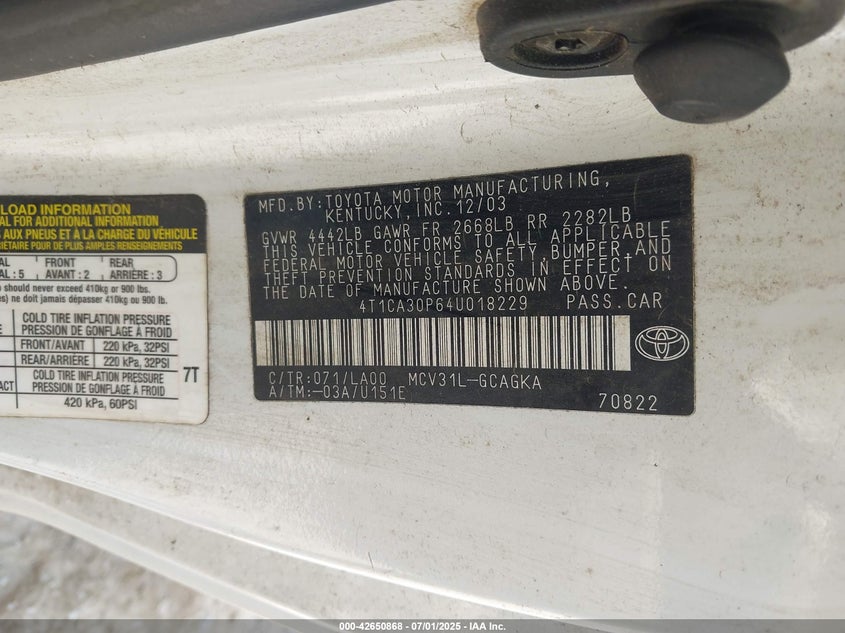 LOAD INFORMATION
FOR ADDITIONAL INFORMATION
AUX PNEUS ET À LA CHARGE DU VÉHICULE
POUR DE PLUS AMPLES RENSEIGNEMENTS
: 5 FRONT AVANT : 2 REAR ARRIÈRE : 3
should never exceed 410kg or 900 lbs.
ne doit jamais dépasser 410kg or 900 lb.
COLD TIRE INFLATION PRESSURE
PRESSION DE GONFLAGE À FROID
FRONT/AVANT 220 kPa, 32PSI
REAR/ARRIÈRE 220 kPa, 32PSI
COLD TIRE INFLATION PRESSURE
PRESSION DE GONFLAGE À FROID
420 kPa, 60PSI
7T
MFD.BY:TOYOTA MOTOR MANUFACTURING,
KENTUCKY, INC. 12/03
GVWR 4442LB GAWR FR 2668LB RR 2282LB
THIS VEHICLE CONFORMS TO ALL APPLICABLE
FEDERAL MOTOR VEHICLE SAFETY, BUMPER, AND
THEFT PREVENTION STANDARDS IN EFFECT ON
THE DATE OF MANUFACTURE SHOWN ABOVE.
4T1CA30P64U018229 PASS.CAR
C/TR:071/LA00 MCV31L-GCAGKA
A/TM:-03A/U151E
70822
000-42650868 - 07/01/2025 - IAA Inc.